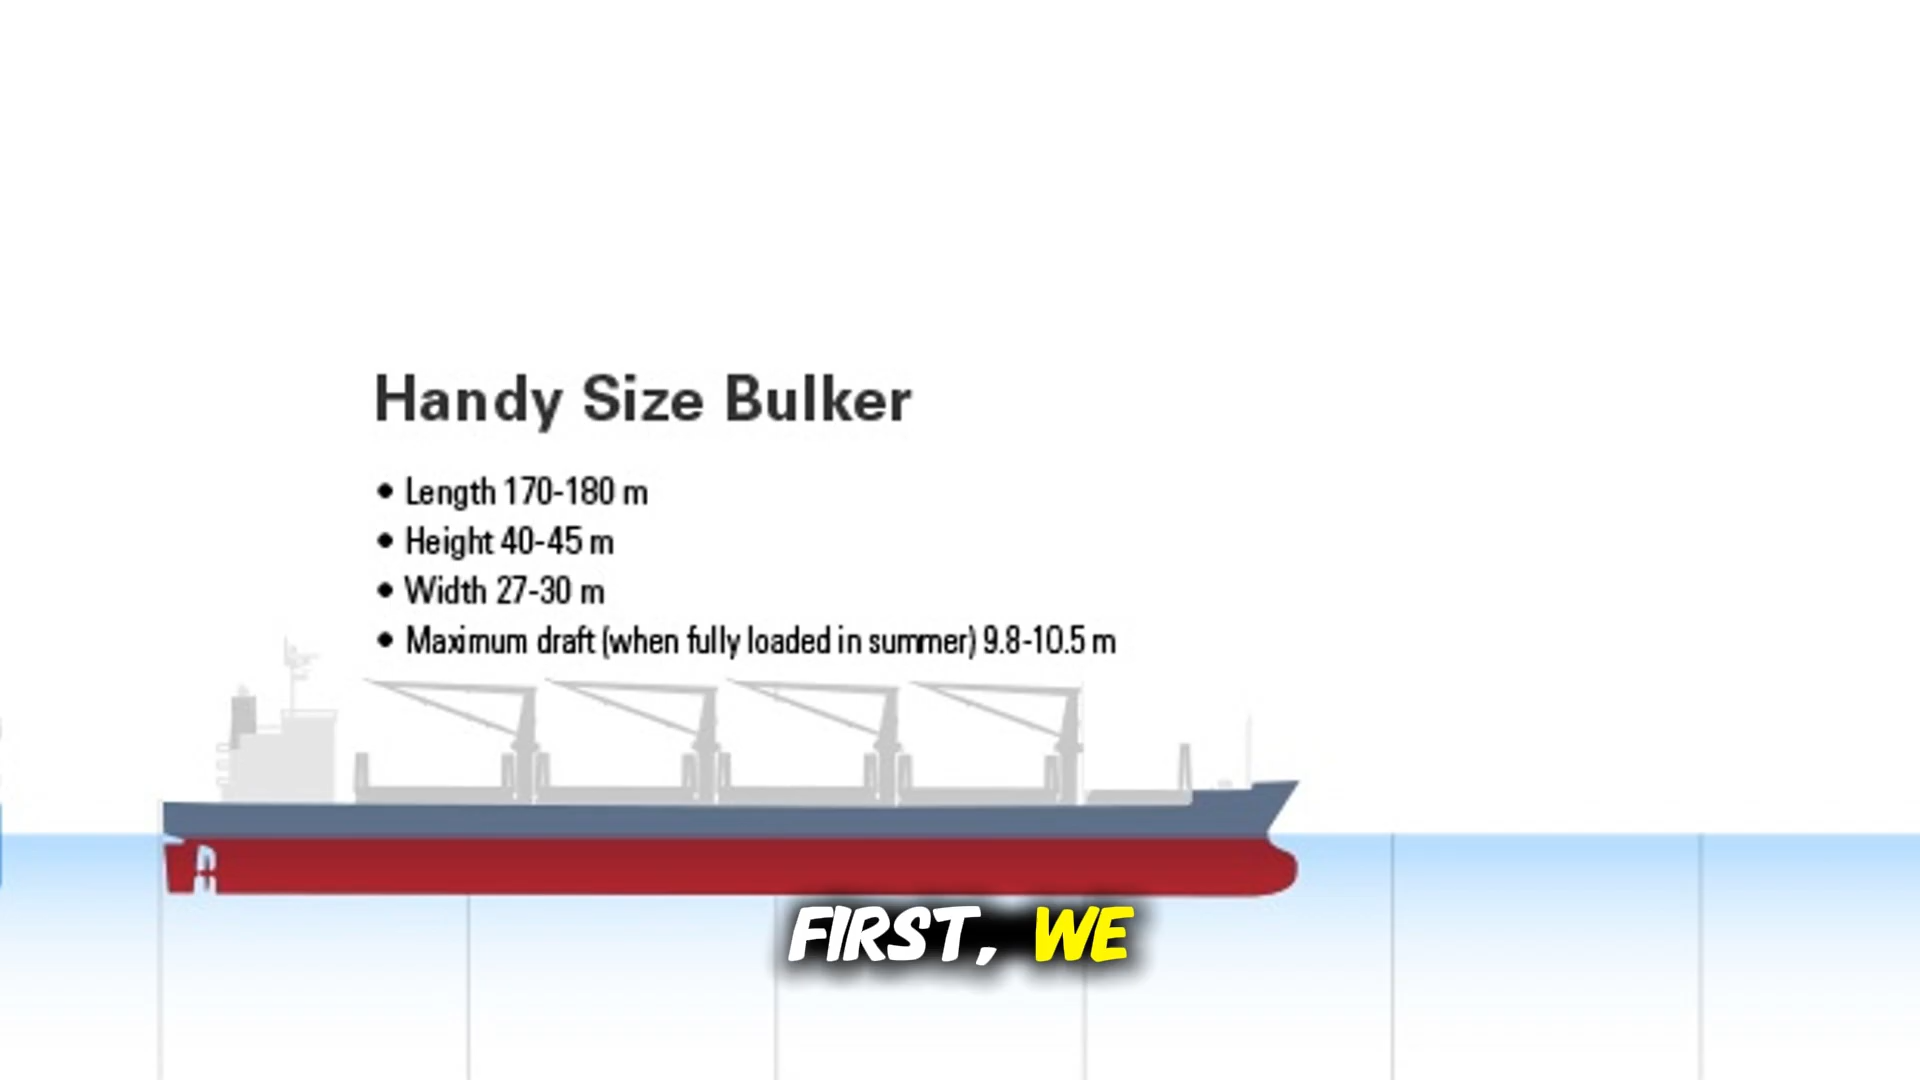 Handy Size Bulker
• Length 170-180 m
• Height 40-45 m
• Width 27-30 m
• Maximum draft (when fully loaded in summer) 9.8-10.5 m
FIRST, WE